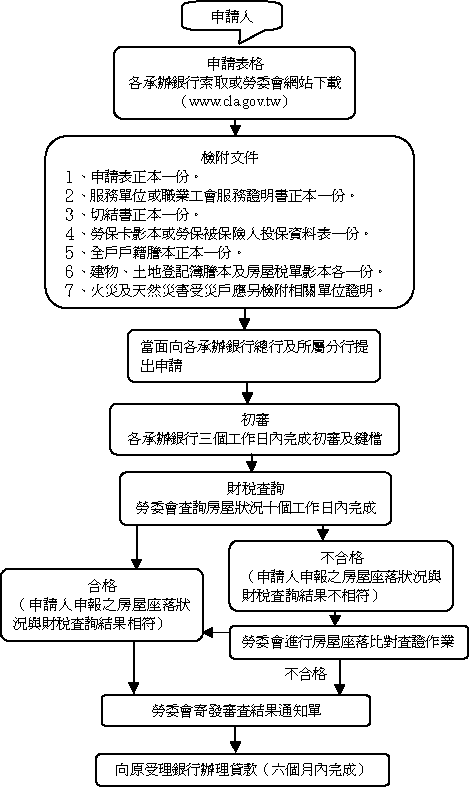 申請人
申請表格
各承辦銀行索取或勞委會網站下載
（www.cla.gov.tw）
檢附文件
１、申請表正本一份。
２、服務單位或職業工會服務證明書正本一份。
３、切結書正本一份。
４、勞保卡影本或勞保被保險人投保資料表一份。
５、全戶戶籍謄本正本一份。
６、建物、土地登記簿謄本及房屋稅單影本各一份。
７、火災及天然災害受災戶應另檢附相關單位證明。
當面向各承辦銀行總行及所屬分行提
出申請
初審
各承辦銀行三個工作日內完成初審及鍵檔
財稅查詢
勞委會查詢房屋狀況十個工作日內完成
不合格
（申請人申報之房屋座落狀況與
財稅查詢結果不相符）
合格
（申請人申報之房屋座落狀
況與財稅查詢結果相符）
勞委會進行房屋座落比對查證作業
不合格
勞委會寄發審查結果通知單
向原受理銀行辦理貸款（六個月內完成）